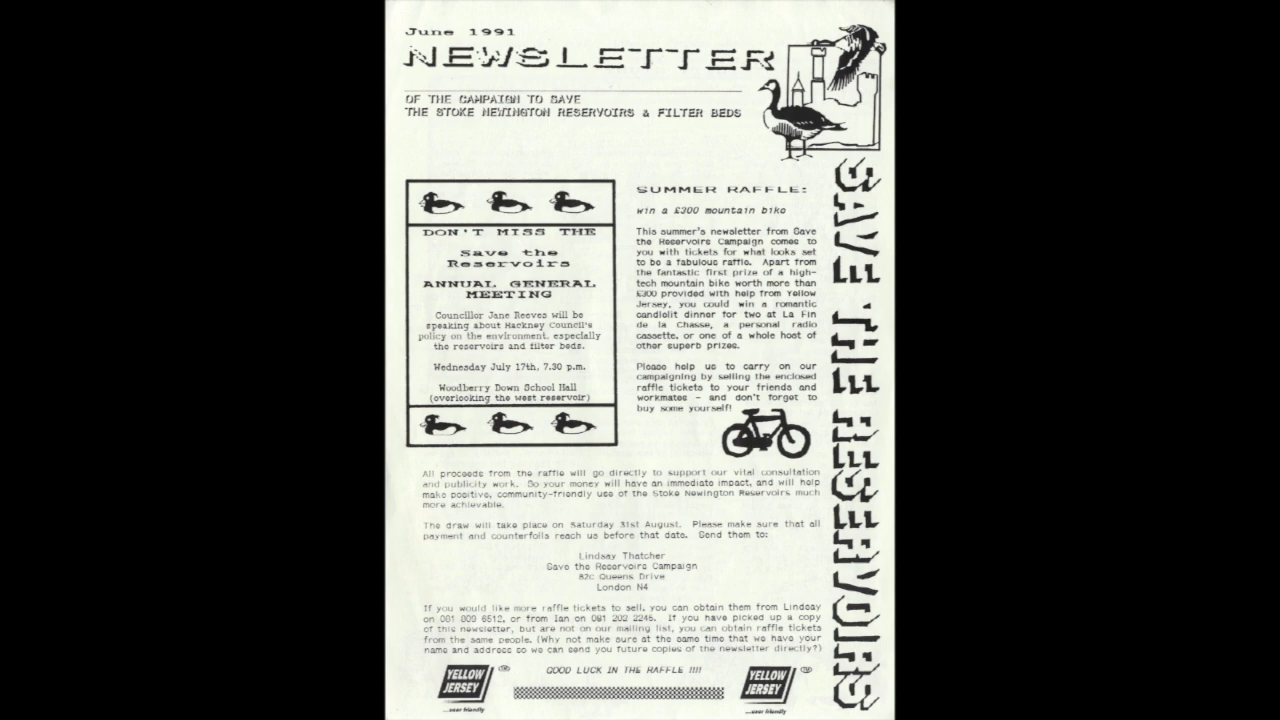 June 1991
NEWSLETTER
OF THE CAMPAIGN TO SAVE
THE STOKE NEWINGTON RESERVOIRS & FILTER BEDS
SAVE THE RESERVOIRS
DON'T MISS THE
Save the
Reservoirs
ANNUAL GENERAL
MEETING
Councillor Jane Reeves will be
speaking about Hackney Council's
policy on the environment, especially
the reservoirs and filter beds.
Wednesday July 17th, 7.30 p.m.
Woodberry Down School Hall
(overlooking the west reservoir)
SUMMER RAFFLE:
win a £300 mountain bike
This summer's newsletter from Save
the Reservoirs Campaign comes to
you with tickets for what looks set
to be a fabulous raffle. Apart from
the fantastic first prize of a high-
tech mountain bike worth more than
£300 provided with help from Yellow
Jersey, you could win a romantic
candlelit dinner for two at La Fin
de la Chasse, a personal radio
cassette, or one of a whole host of
other superb prizes.
Please help us to carry on our
campaigning by selling the enclosed
raffle tickets to your friends and
workmates - and don't forget to
buy some yourself!
All proceeds from the raffle will go directly to support our vital consultation
and publicity work. So your money will have an immediate impact, and will help
make positive, community-friendly use of the Stoke Newington Reservoirs much
more achievable.
The draw will take place on Saturday 31st August. Please make sure that all
payment and counterfoils reach us before that date. Send them to:
Lindsay Thatcher
Save the Reservoirs Campaign
82c Queens Drive
London N4
If you would like more raffle tickets to sell, you can obtain them from Lindsay
on 081 809 6512, or from Ian on 081 202 2245. If you have picked up a copy
of this newsletter, but are not on our mailing list, you can obtain raffle tickets
from the same people. (Why not make sure at the same time that we have your
name and address so we can send you future copies of the newsletter directly?)
GOOD LUCK IN THE RAFFLE !!!!
YELLOW
JERSEY
...user friendly
YELLOW
JERSEY
...user friendly